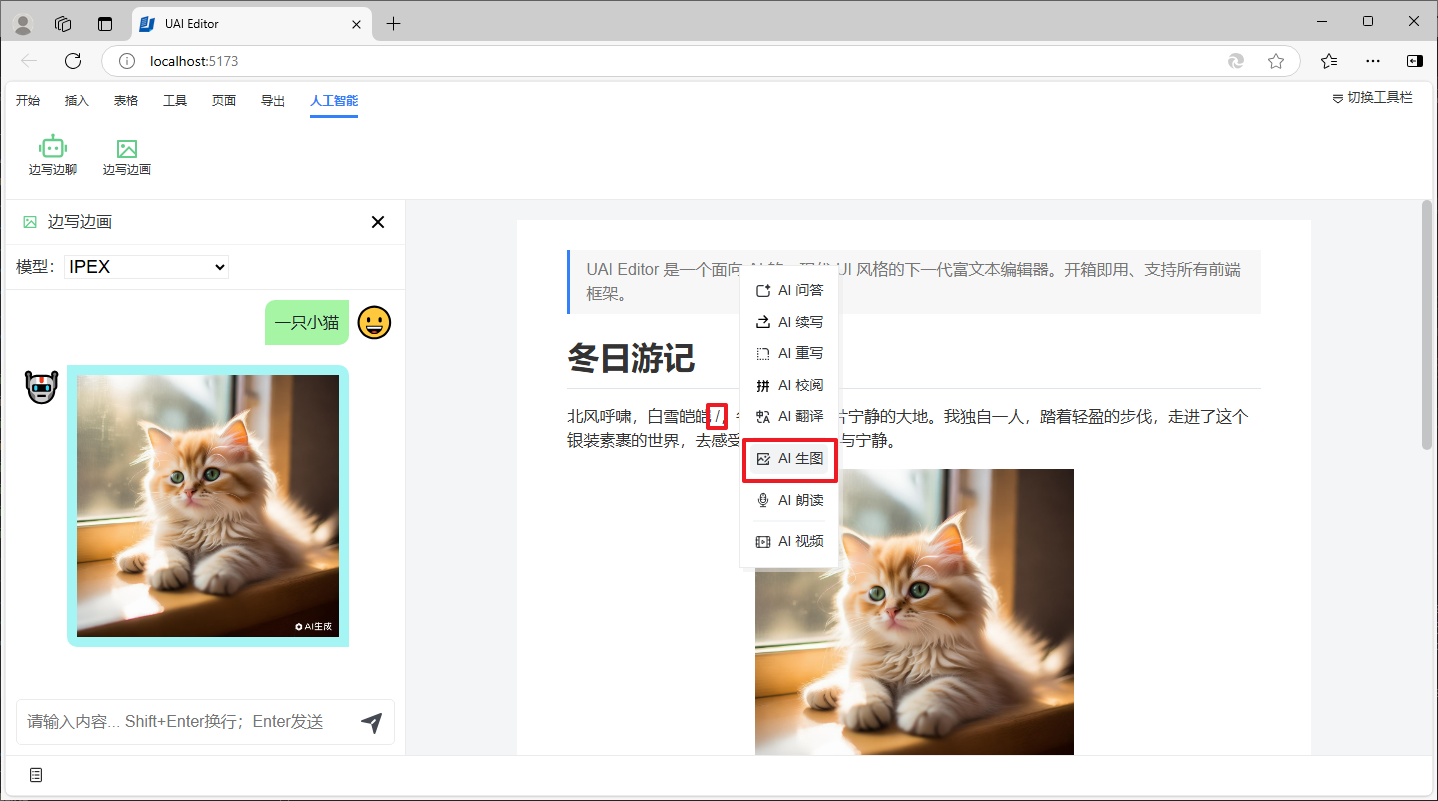 UAI Editor
localhost:5173
开始 插入 表格 工具 页面 导出 人工智能
切换工具栏
边写边聊 边写边画
边写边画
模型： IPEX
一只小猫
AI生成
请输入内容... Shift+Enter换行；Enter发送
UAI Editor 是一个面向 UI 风格的下一代富文本编辑器。开箱即用、支持所有前端
框架。
冬日游记
北风呼啸，白雪皑皑 / 宁静的大地。我独自一人，踏着轻盈的步伐，走进了这个
银装素裹的世界，去感受 与宁静。
AI 问答
AI 续写
AI 重写
AI 校阅
AI 翻译
AI 生图
AI 朗读
AI 视频